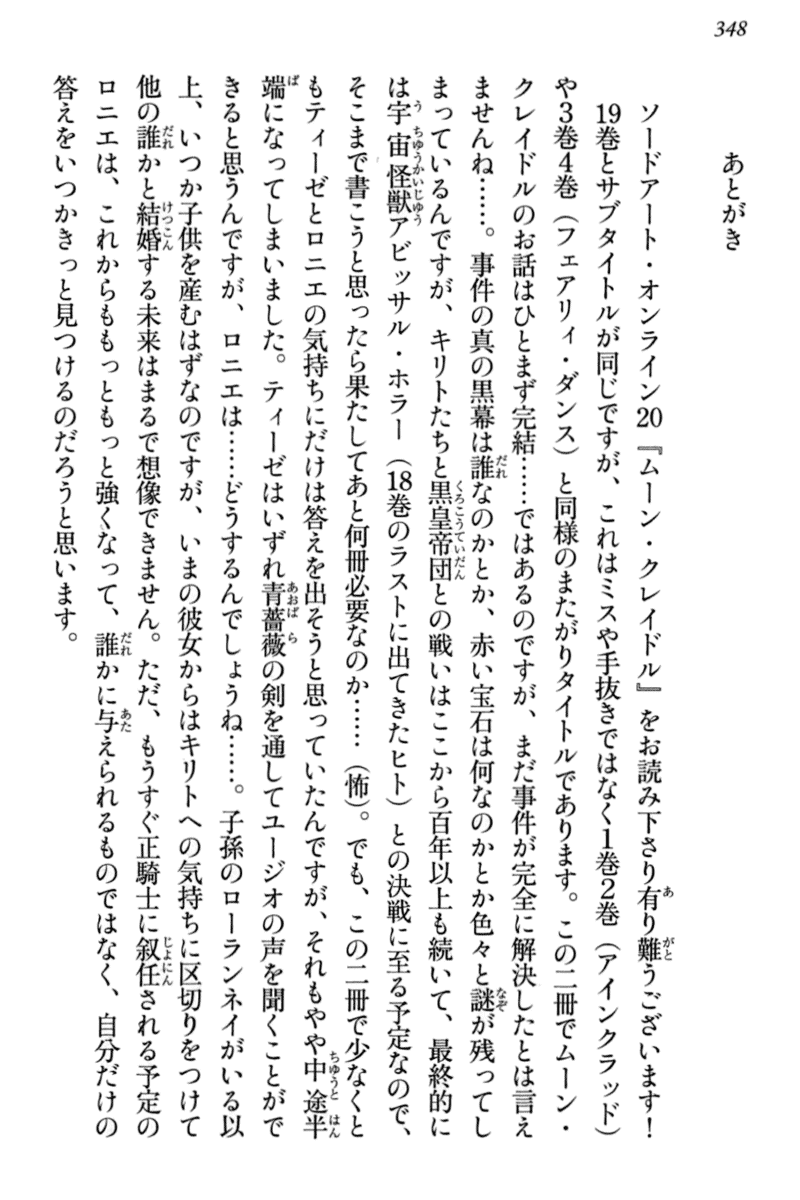 348
あとがき
ソードアート・オンライン20『ムーン・クレイドル』をお読み下さり有り難うございます！
19巻とサブタイトルが同じですが、これはミスや手抜きではなく1巻2巻（アインクラッド）
や3巻4巻（フェアリィ・ダンス）と同様のまたがりタイトルであります。この二冊でムーン・
クレイドルのお話はひとまず完結……ではあるのですが、まだ事件が完全に解決したとは言え
ませんね……。事件の真の黒幕は誰なのかとか、赤い宝石は何なのかとか色々と謎が残ってし
まっているんですが、キリトたちと黒皇帝団との戦いはここから百年以上も続いて、最終的に
は宇宙怪獣アビッサル・ホラー（18巻のラストに出てきたヒト）との決戦に至る予定なので、
そこまで書こうと思ったら果たしてあと何冊必要なのか……（怖）。でも、この二冊で少なくと
もティーゼとロニエの気持ちにだけは答えを出そうと思っていたんですが、それもやや中途半
端になってしまいました。ティーゼはいずれ青薔薇の剣を通してユージオの声を聞くことがで
きると思うんですが、ロニエは……どうするんでしょうね……。子孫のローランネイがいる以
上、いつか子供を産むはずなのですが、いまの彼女からはキリトへの気持ちに区切りをつけて
他の誰かと結婚する未来はまるで想像できません。ただ、もうすぐ正騎士に叙任される予定の
ロニエは、これからももっともっと強くなって、誰かに与えられるものではなく、自分だけの
答えをいつかきっと見つけるのだろうと思います。